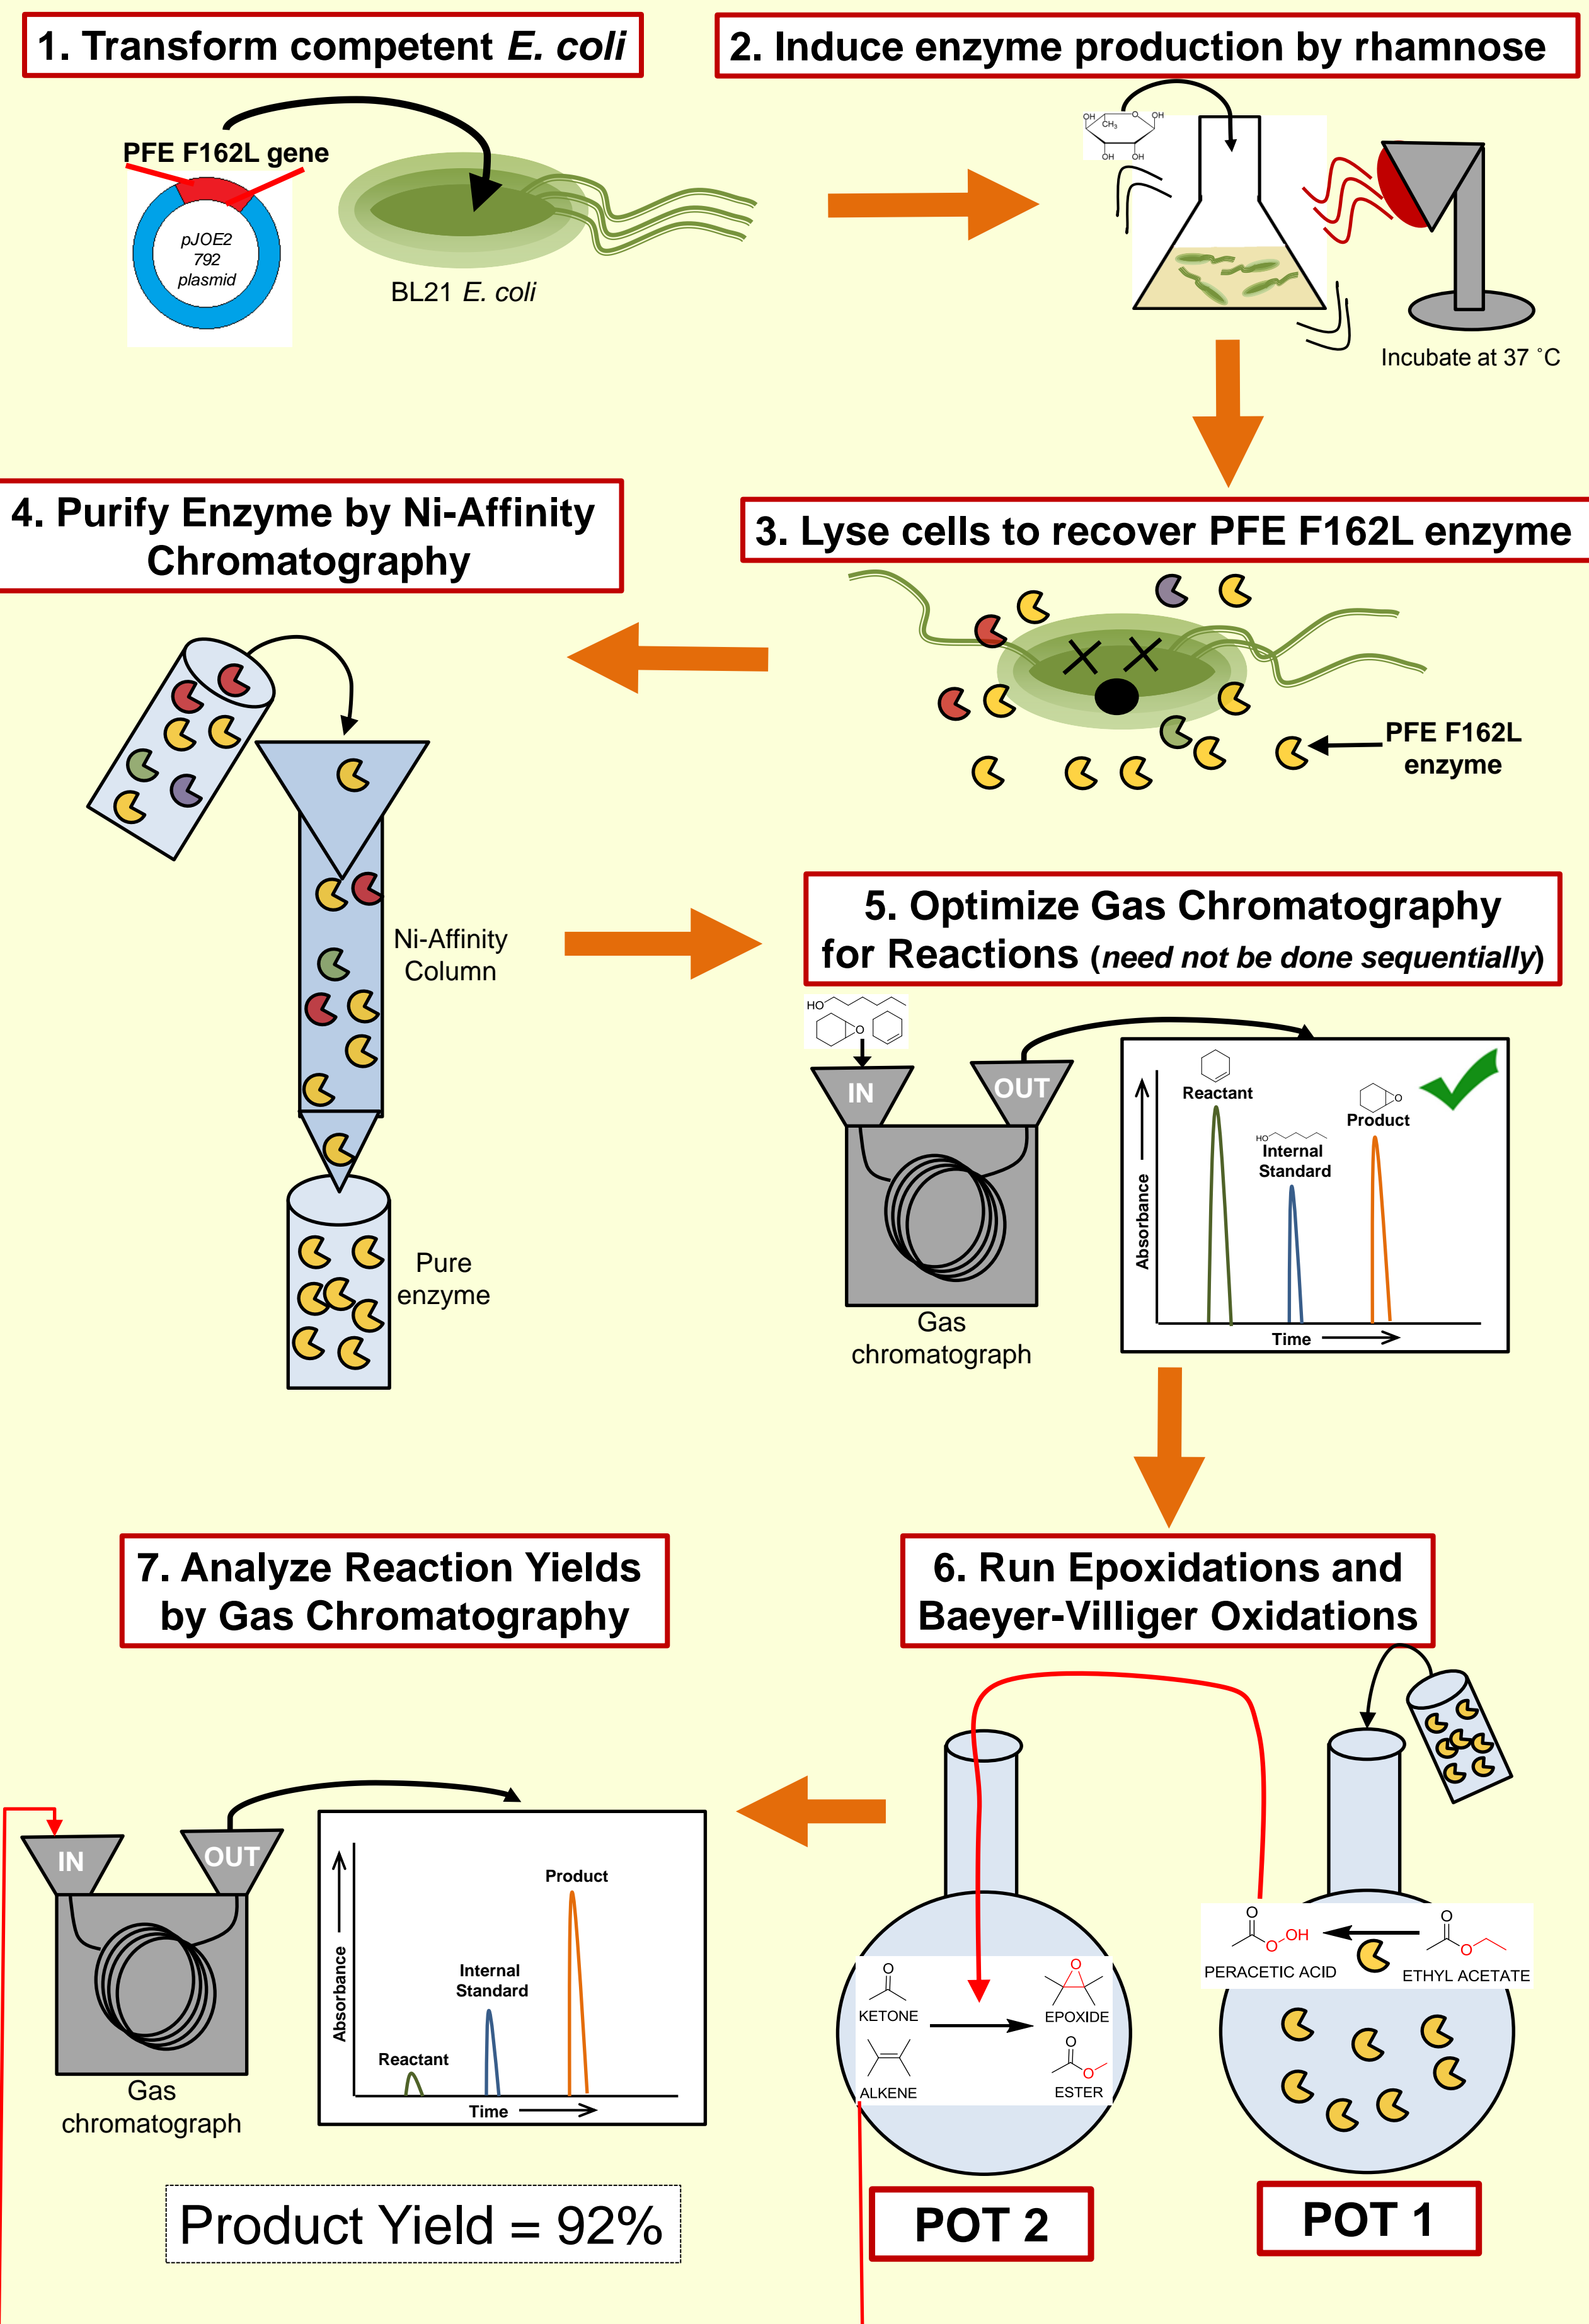 1. Transform competent E. coli
PFE F162L gene
pJOE2
792
plasmid
BL21 E. coli
2. Induce enzyme production by rhamnose
OH
CH3
O
OH
OH
OH
Incubate at 37 ˚C
3. Lyse cells to recover PFE F162L enzyme
PFE F162L
enzyme
4. Purify Enzyme by Ni-Affinity
Chromatography
Ni-Affinity
Column
Pure
enzyme
5. Optimize Gas Chromatography
for Reactions (need not be done sequentially)
HO
O
IN
OUT
Gas
chromatograph
Absorbance
Reactant
HO
Internal
Standard
O
Product
Time
6. Run Epoxidations and
Baeyer-Villiger Oxidations
O
O
OH
PERACETIC ACID
O
O
ETHYL ACETATE
POT 1
O
KETONE
ALKENE
O
EPOXIDE
O
O
ESTER
POT 2
7. Analyze Reaction Yields
by Gas Chromatography
IN
OUT
Gas
chromatograph
Absorbance
Reactant
Internal
Standard
Product
Time
Product Yield = 92%